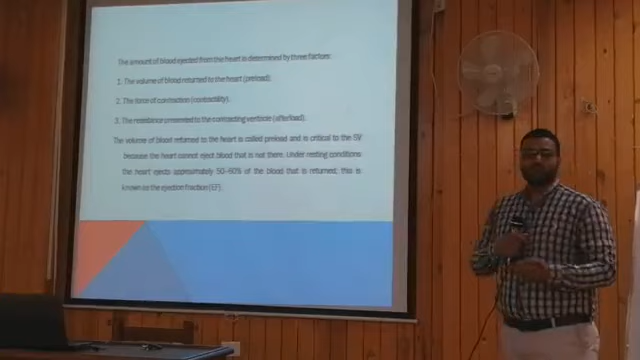 The amount of blood ejected from the heart is determined by three factors:
1. The volume of blood returned to the heart (preload).
2. The force of contraction (contractility).
3. The resistance presented to the contracting ventricle (afterload).
The volume of blood returned to the heart is called preload and is critical to the SV
because the heart cannot eject blood that is not there. Under resting conditions
the heart ejects approximately 50-60% of the blood that is returned; this is
known as the ejection fraction (EF).